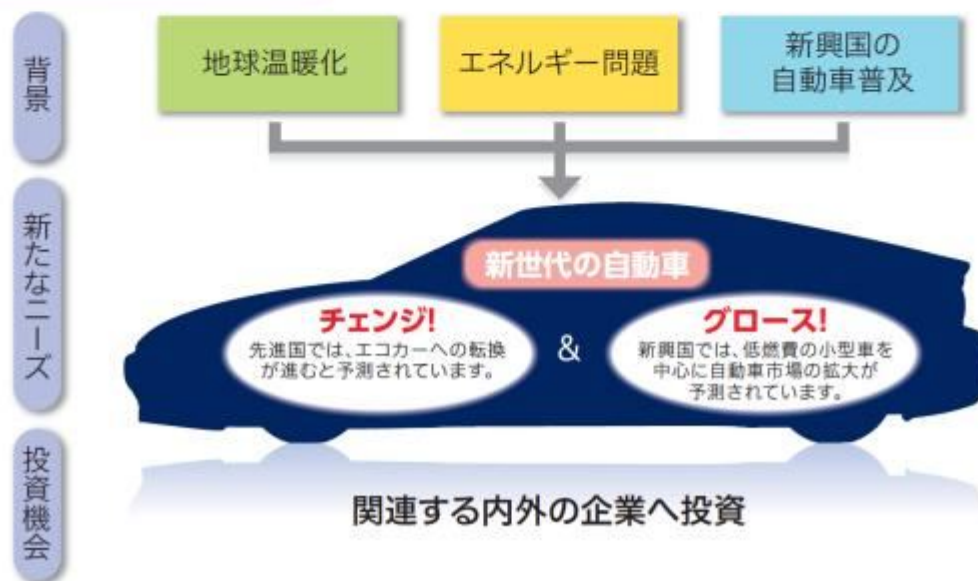 背景
地球温暖化
エネルギー問題
新興国の
自動車普及
新たなニーズ
新世代の自動車
チェンジ!
先進国では、エコカーへの転換
が進むと予測されています。
&
グロース!
新興国では、低燃費の小型車を
中心に自動車市場の拡大が
予測されています。
投資機会
関連する内外の企業へ投資